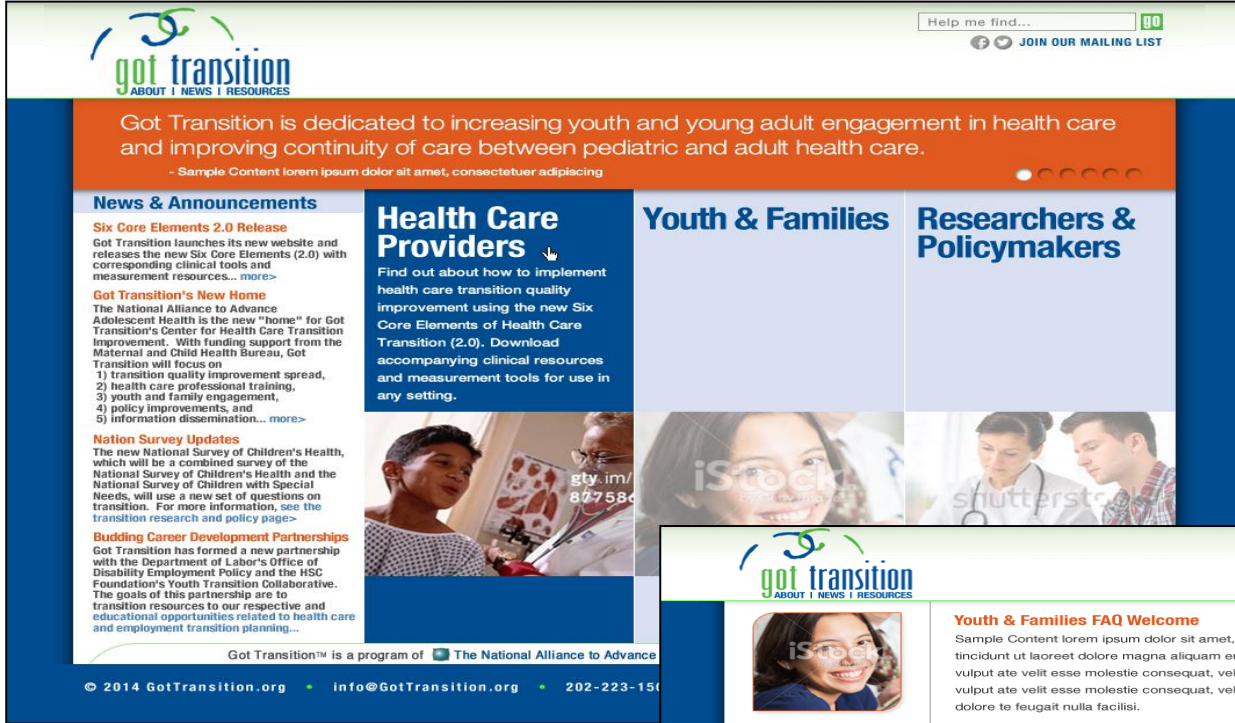 Help me find...
go
JOIN OUR MAILING LIST
got transition
ABOUT I NEWS I RESOURCES
Got Transition is dedicated to increasing youth and young adult engagement in health care
and improving continuity of care between pediatric and adult health care.
- Sample Content lorem ipsum dolor sit amet, consectetuer adipiscing
News & Announcements
Six Core Elements 2.0 Release
Got Transition launches its new website and
releases the new Six Core Elements (2.0) with
corresponding clinical tools and
measurement resources... more>
Got Transition's New Home
The National Alliance to Advance
Adolescent Health is the new "home" for Got
Transition's Center for Health Care Transition
Improvement. With funding support from the
Maternal and Child Health Bureau, Got
Transition will focus on
1) transition quality improvement spread,
2) health care professional training,
3) youth and family engagement,
4) policy improvements, and
5) information dissemination... more>
Nation Survey Updates
The new National Survey of Children's Health,
which will be a combined survey of the
National Survey of Children's Health and the
National Survey of Children with Special
Needs, will use a new set of questions on
transition. For more information, see the
transition research and policy page>
Budding Career Development Partnerships
Got Transition has formed a new partnership
with the Department of Labor's Office of
Disability Employment Policy and the HSC
Foundation's Youth Transition Collaborative.
The goals of this partnership are to
transition resources to our respective and
educational opportunities related to health care
and employment transition planning...
Health Care
Providers
Find out about how to implement
health care transition quality
improvement using the new Six
Core Elements of Health Care
Transition (2.0). Download
accompanying clinical resources
and measurement tools for use in
any setting.
gty.im/
877586
Youth & Families
iStock
Researchers &
Policymakers
shutterstock
Got Transition™ is a program of The National Alliance to Advance
© 2014 GotTransition.org • info@GotTransition.org • 202-223-150
got transition
ABOUT I NEWS I RESOURCES
iStock
Youth & Families FAQ Welcome
Sample Content lorem ipsum dolor sit amet,
tincidunt ut laoreet dolore magna aliquam e
vulput ate velit esse molestie consequat, vel
vulput ate velit esse molestie consequat, vel
dolore te feugait nulla facilisi.